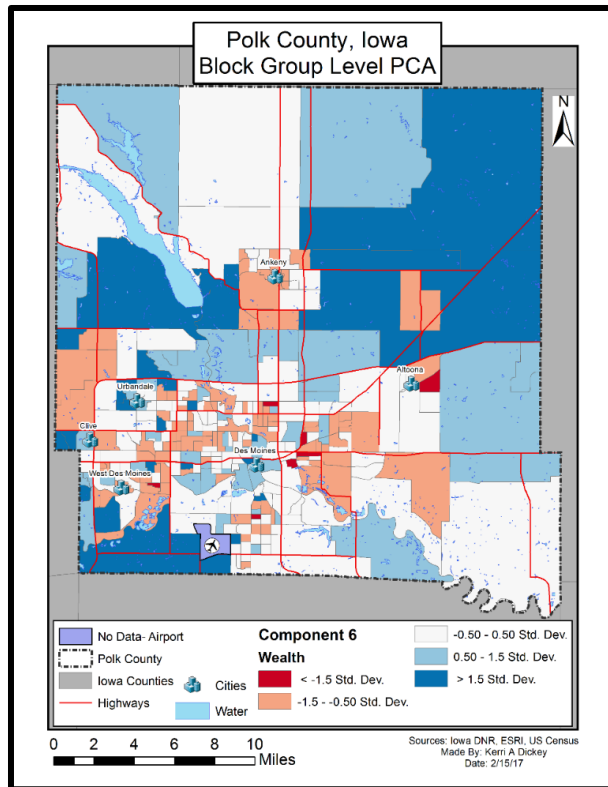 Polk County, Iowa
Block Group Level PCA
N
Ankeny
Altoona
Urbandale
Clive
Des Moines
West Des Moines
No Data- Airport
Polk County
Iowa Counties
Highways
Cities
Water
Component 6
Wealth
< -1.5 Std. Dev.
-1.5 - -0.50 Std. Dev.
-0.50 - 0.50 Std. Dev.
0.50 - 1.5 Std. Dev.
> 1.5 Std. Dev.
0 2 4 6 8 10
Miles
Sources: Iowa DNR, ESRI, US Census
Made By: Kerri A Dickey
Date: 2/15/17